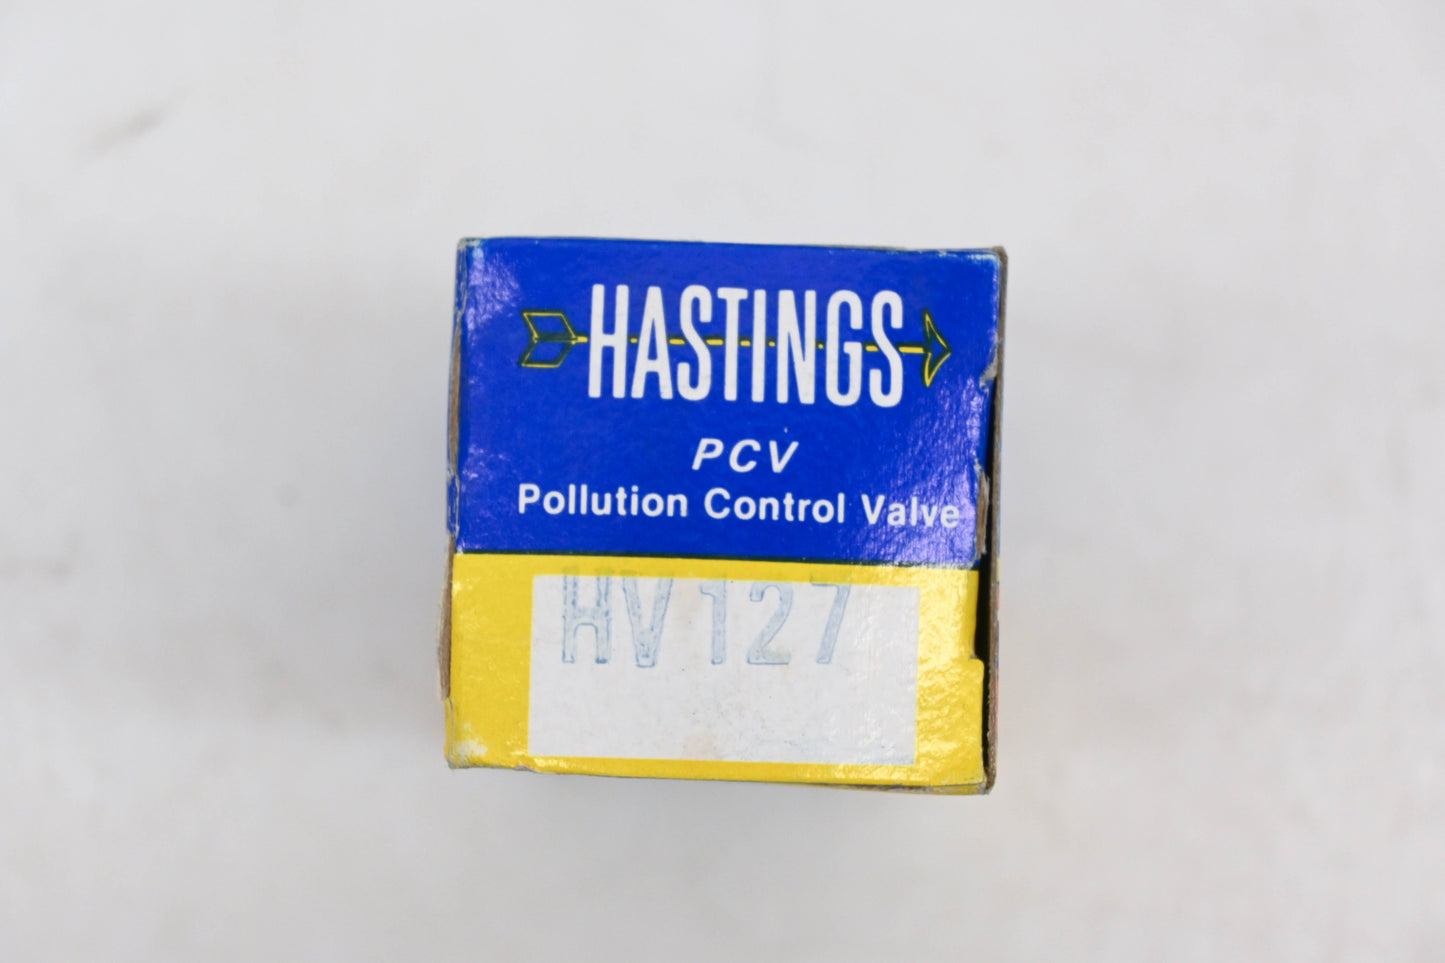 HASTINGS
PCV
Pollution Control Valve
HV127